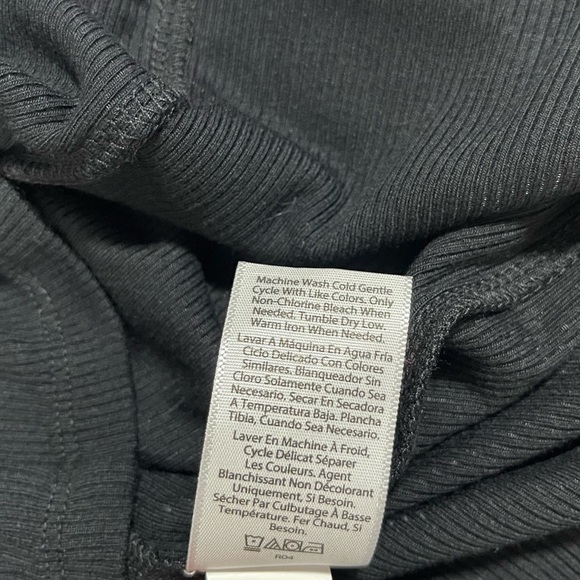 Machine Wash Cold Gentle
Cycle With Like Colors. Only
Non-Chlorine Bleach When
Needed. Tumble Dry Low.
Warm Iron When Needed.
Lavar A Máquina En Agua Fría
Ciclo Delicado Con Colores
Similares. Blanqueador Sin
Cloro Solamente Cuando Sea
Necesario, Secar En Secadora
A Temperatura Baja. Plancha
Tibia, Cuando Sea Necesario.
Laver En Machine À Froid,
Cycle Délicat Séparer
Les Couleurs. Agent
Blanchissant Non Décolorant
Uniquement, Si Besoin.
Sécher Par Culbutage À Basse
Température. Fer Chaud, Si
Besoin.
R04